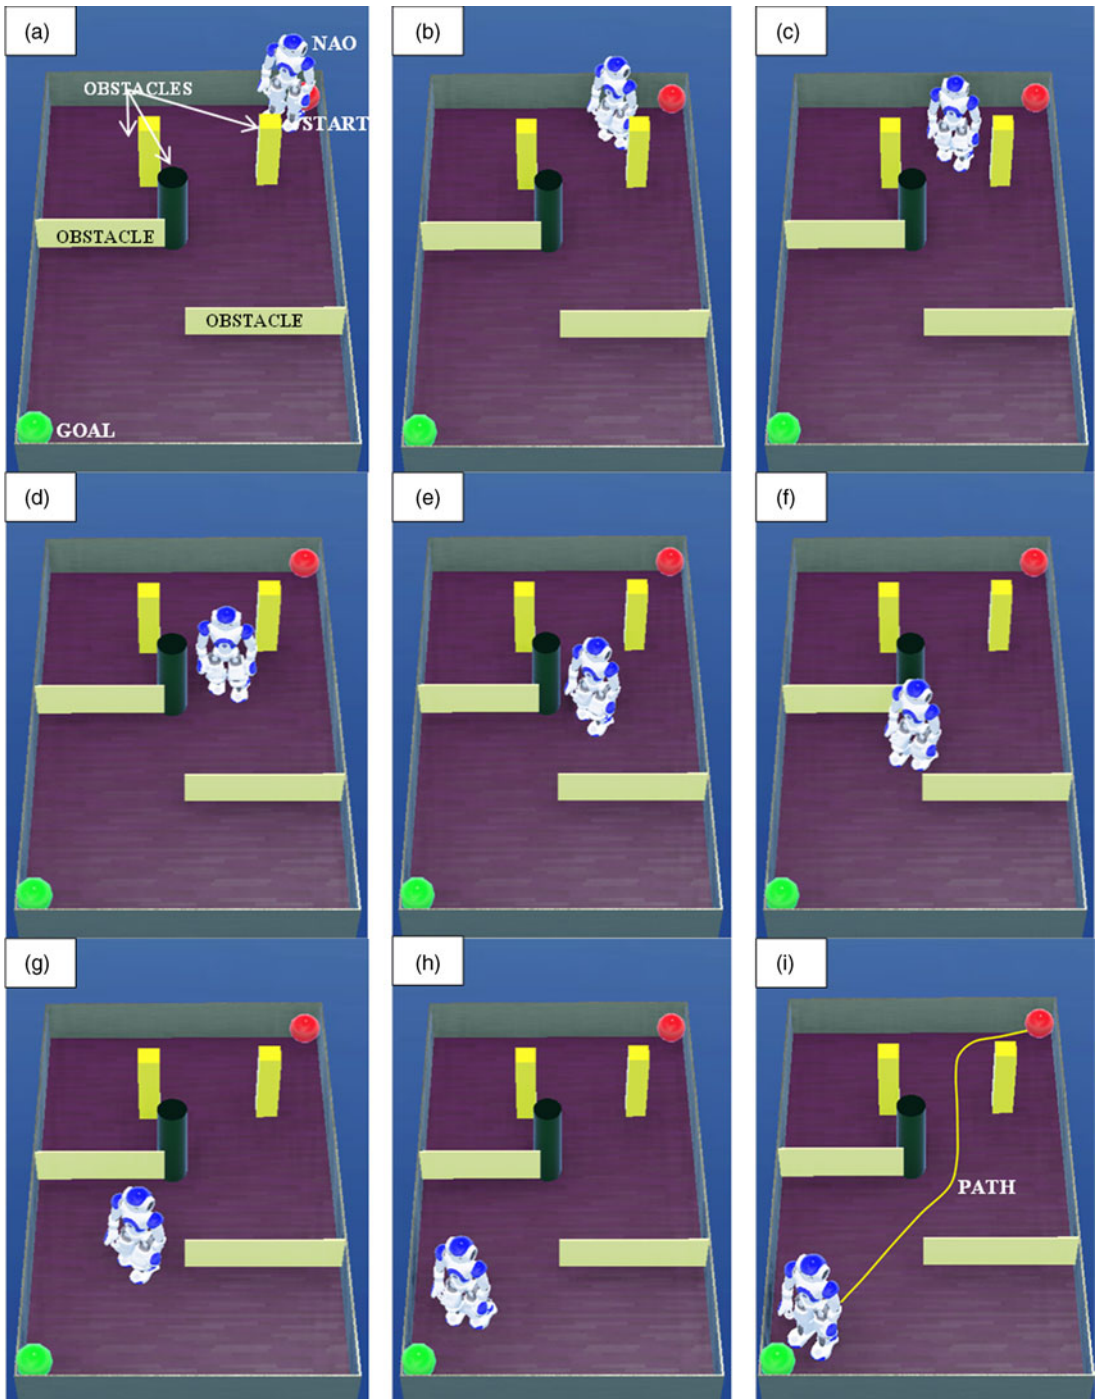 (a)
NAO
OBSTACLES
START
OBSTACLE
OBSTACLE
GOAL
(b)
(c)
(d)
(e)
(f)
(g)
(h)
(i)
PATH